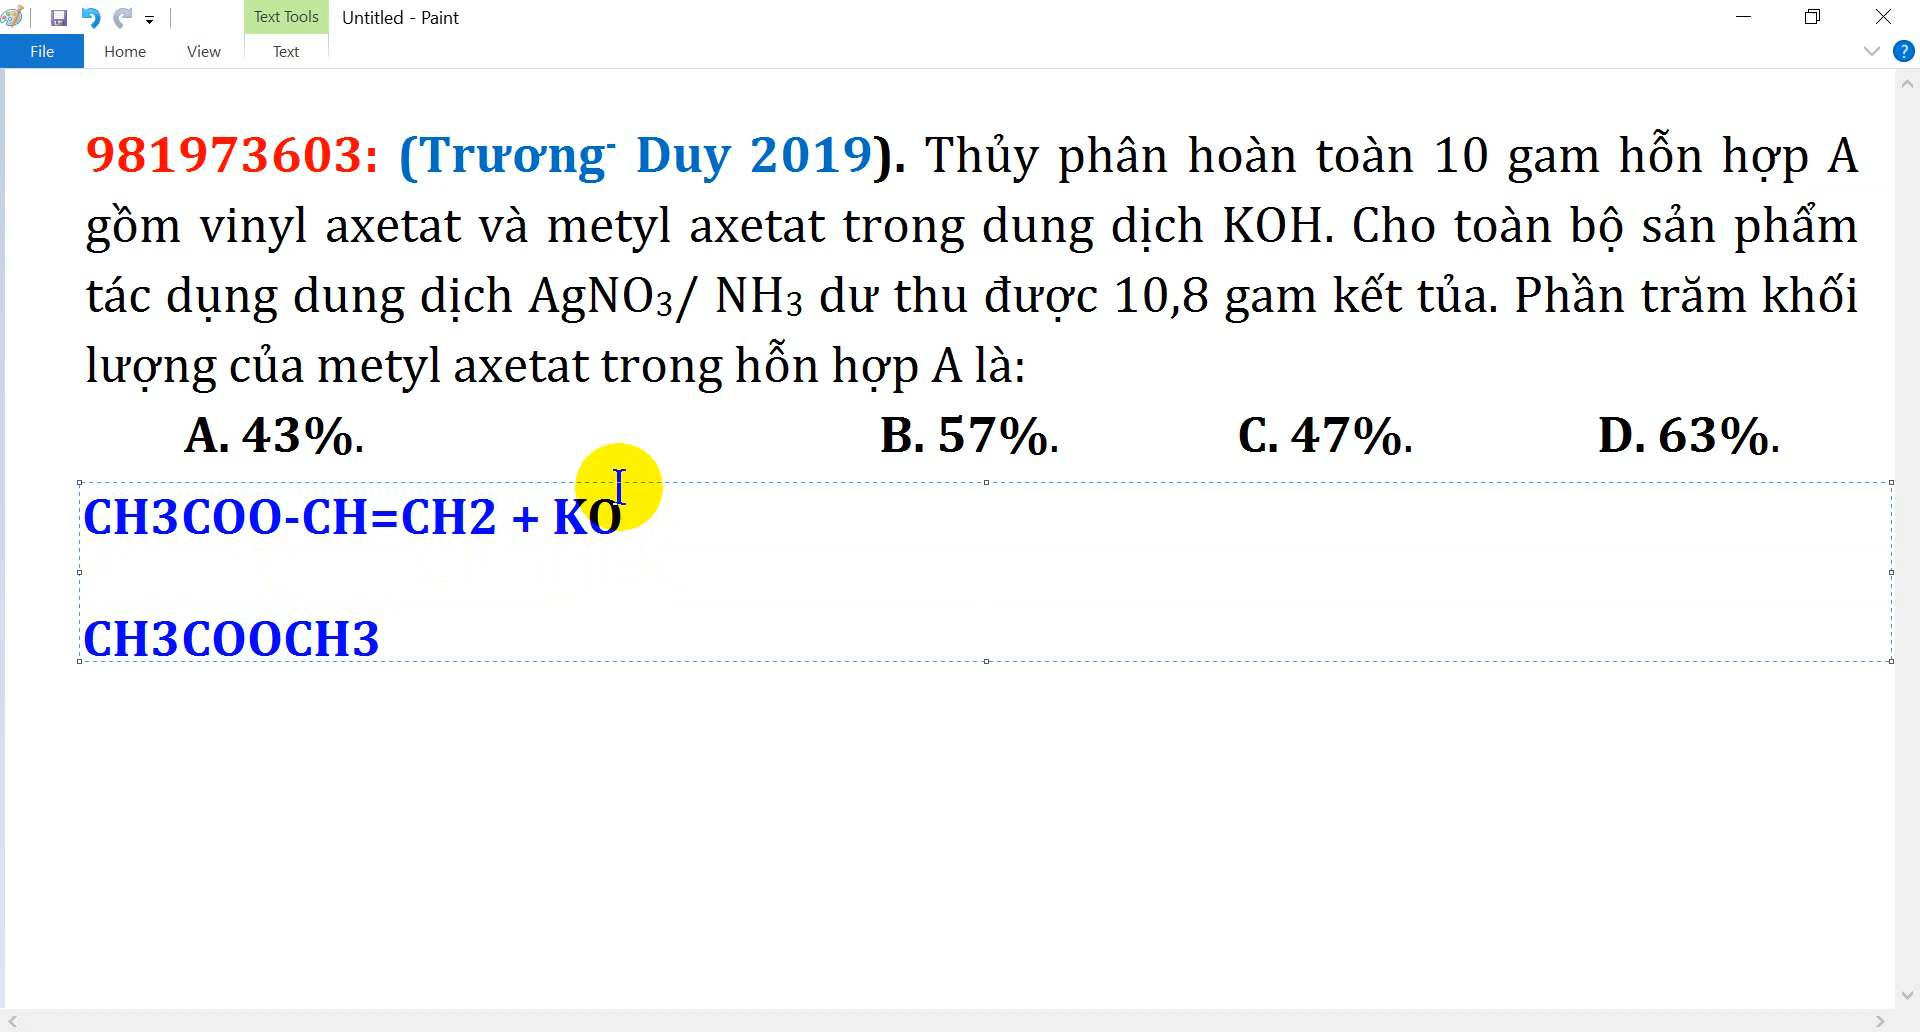 Text Tools
Untitled - Paint
File
Home
View
Text
981973603: (Trương- Duy 2019). Thủy phân hoàn toàn 10 gam hỗn hợp A
gồm vinyl axetat và metyl axetat trong dung dịch KOH. Cho toàn bộ sản phẩm
tác dụng dung dịch AgNO3/ NH3 dư thu được 10,8 gam kết tủa. Phần trăm khối
lượng của metyl axetat trong hỗn hợp A là:
A. 43%. B. 57%. C. 47%. D. 63%.
CH3COO-CH=CH2 + KO
CH3COOCH3